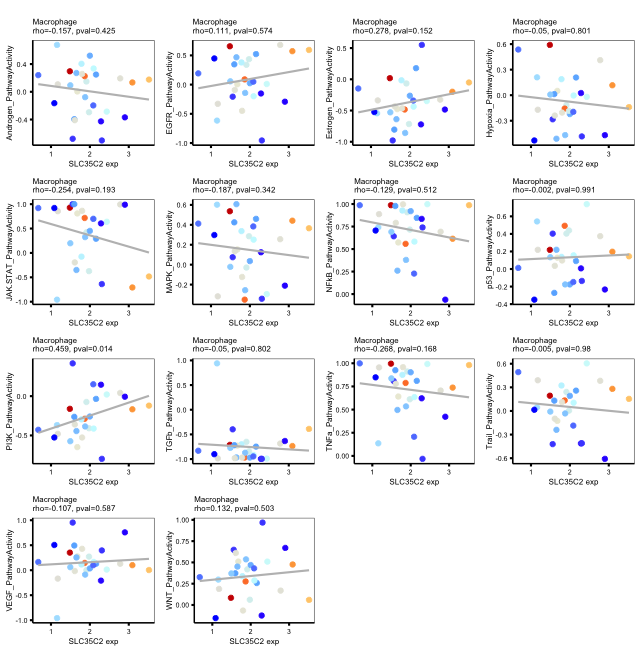 Macrophage
rho=-0.157, pval=0.425
Androgen_PathwayActivity
0.4
0.0
-0.4
1
2
3
SLC35C2 exp
Macrophage
rho=0.111, pval=0.574
EGFR_PathwayActivity
0.5
0.0
-0.5
-1.0
1
2
3
SLC35C2 exp
Macrophage
rho=0.278, pval=0.152
Estrogen_PathwayActivity
0.5
0.0
-0.5
-1.0
1
2
3
SLC35C2 exp
Macrophage
rho=-0.05, pval=0.801
Hypoxia_PathwayActivity
0.6
0.3
0.0
-0.3
1
2
3
SLC35C2 exp
Macrophage
rho=-0.254, pval=0.193
JAK-STAT_PathwayActivity
1.0
0.5
0.0
-0.5
-1.0
1
2
3
SLC35C2 exp
Macrophage
rho=-0.187, pval=0.342
MAPK_PathwayActivity
0.6
0.4
0.2
0.0
-0.2
1
2
3
SLC35C2 exp
Macrophage
rho=-0.129, pval=0.512
NFkB_PathwayActivity
1.00
0.75
0.50
0.25
0.00
1
2
3
SLC35C2 exp
Macrophage
rho=-0.002, pval=0.991
p53_PathwayActivity
0.4
0.0
-0.4
1
2
3
SLC35C2 exp
Macrophage
rho=0.459, pval=0.014
PI3K_PathwayActivity
0.0
-0.5
1
2
3
SLC35C2 exp
Macrophage
rho=-0.05, pval=0.802
TGFb_PathwayActivity
1.0
0.5
0.0
-0.5
-1.0
1
2
3
SLC35C2 exp
Macrophage
rho=-0.268, pval=0.168
TNFa_PathwayActivity
1.00
0.75
0.50
0.25
0.00
1
2
3
SLC35C2 exp
Macrophage
rho=-0.005, pval=0.98
Trail_PathwayActivity
0.6
0.3
0.0
-0.3
-0.6
1
2
3
SLC35C2 exp
Macrophage
rho=-0.107, pval=0.587
VEGF_PathwayActivity
1.0
0.5
0.0
-0.5
-1.0
1
2
3
SLC35C2 exp
Macrophage
rho=0.132, pval=0.503
WNT_PathwayActivity
1.00
0.75
0.50
0.25
0.00
1
2
3
SLC35C2 exp